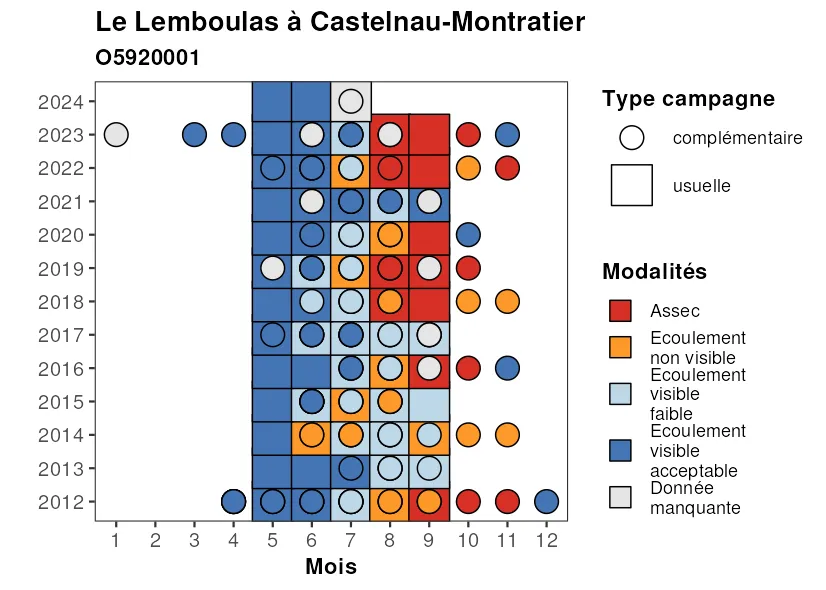 Le Lemboulas à Castelnau-Montratier
O5920001
2024
2023
2022
2021
2020
2019
2018
2017
2016
2015
2014
2013
2012
1 2 3 4 5 6 7 8 9 10 11 12
Mois
Type campagne
complémentaire
usuelle
Modalités
Assec
Ecoulement
non visible
Ecoulement
visible
faible
Ecoulement
visible
acceptable
Donnée
manquante